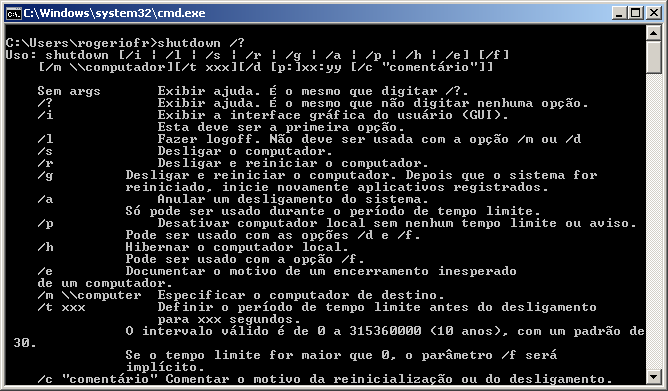 C:\Windows\system32\cmd.exe
C:\Users\rogeriofr>shutdown /?
Uso: shutdown [/i ¦ /l ¦ /s ¦ /r ¦ /g ¦ /a ¦ /p ¦ /h ¦ /e] [/f]
[/m \\computador][/t xxx][/d [p:]xx:yy [/c "comentário"]]
Sem args Exibir ajuda. É o mesmo que digitar /?.
/? Exibir ajuda. É o mesmo que não digitar nenhuma opção.
/i Exibir a interface gráfica do usuário (GUI).
Esta deve ser a primeira opção.
/l Fazer logoff. Não deve ser usada com a opção /m ou /d
/s Desligar o computador.
/r Desligar e reiniciar o computador.
/g Desligar e reiniciar o computador. Depois que o sistema for
reiniciado, inicie novamente aplicativos registrados.
/a Anular um desligamento do sistema.
Só pode ser usado durante o período de tempo limite.
/p Desativar computador local sem nenhum tempo limite ou aviso.
Pode ser usado com as opções /d e /f.
/h Hibernar o computador local.
Pode ser usado com a opção /f.
/e Documentar o motivo de um encerramento inesperado
de um computador.
/m \\computer Especificar o computador de destino.
/t xxx Definir o período de tempo limite antes do desligamento
para xxx segundos.
O intervalo válido é de 0 a 315360000 (10 anos), com um padrão de
30.
Se o tempo limite for maior que 0, o parâmetro /f será
implícito.
/c "comentário" Comentar o motivo da reinicialização ou do desligamento.